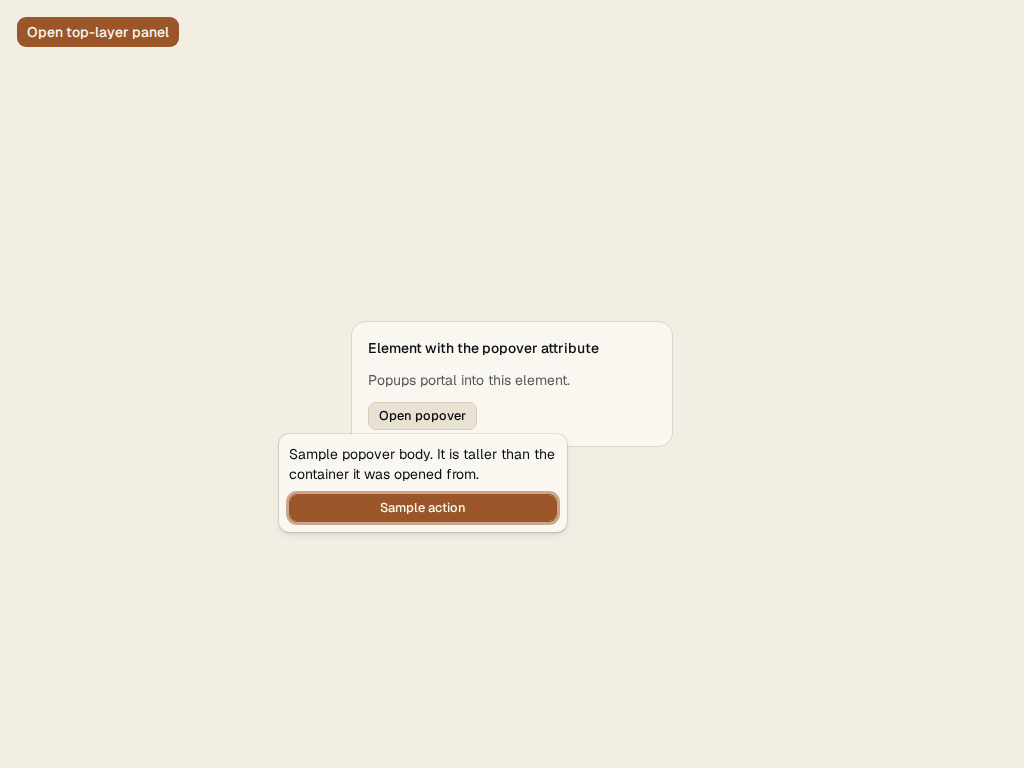 Open top-layer panel
Element with the popover attribute
Popups portal into this element.
Open popover
Sample popover body. It is taller than the
container it was opened from.
Sample action